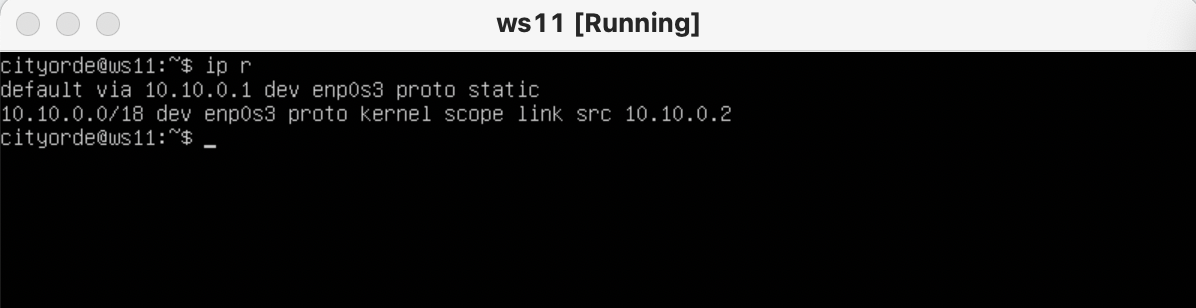 ws11 [Running]
cityorde@ws11:~$ ip r
default via 10.10.0.1 dev enp0s3 proto static
10.10.0.0/18 dev enp0s3 proto kernel scope link src 10.10.0.2
cityorde@ws11:~$ _